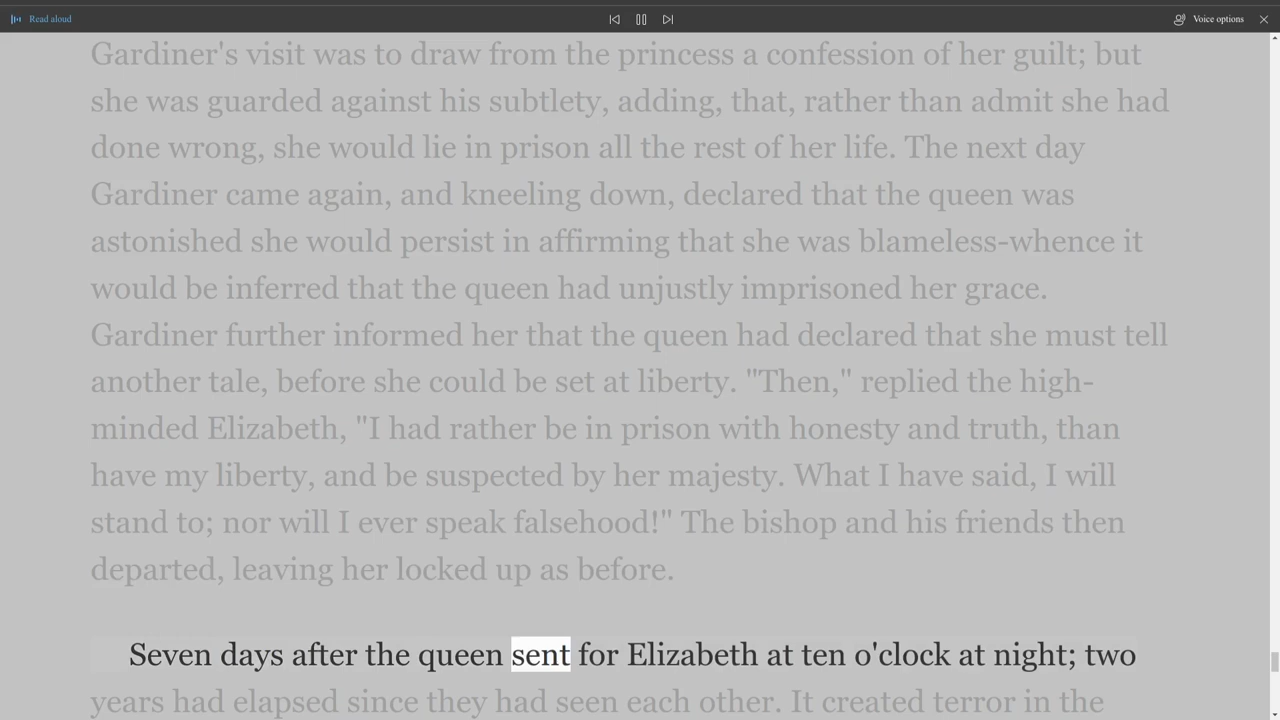 Read aloud
Voice options
Gardiner's visit was to draw from the princess a confession of her guilt; but
she was guarded against his subtlety, adding, that, rather than admit she had
done wrong, she would lie in prison all the rest of her life. The next day
Gardiner came again, and kneeling down, declared that the queen was
astonished she would persist in affirming that she was blameless-whence it
would be inferred that the queen had unjustly imprisoned her grace.
Gardiner further informed her that the queen had declared that she must tell
another tale, before she could be set at liberty. "Then," replied the high-
minded Elizabeth, "I had rather be in prison with honesty and truth, than
have my liberty, and be suspected by her majesty. What I have said, I will
stand to; nor will I ever speak falsehood!" The bishop and his friends then
departed, leaving her locked up as before.
Seven days after the queen sent for Elizabeth at ten o'clock at night; two
years had elapsed since they had seen each other. It created terror in the